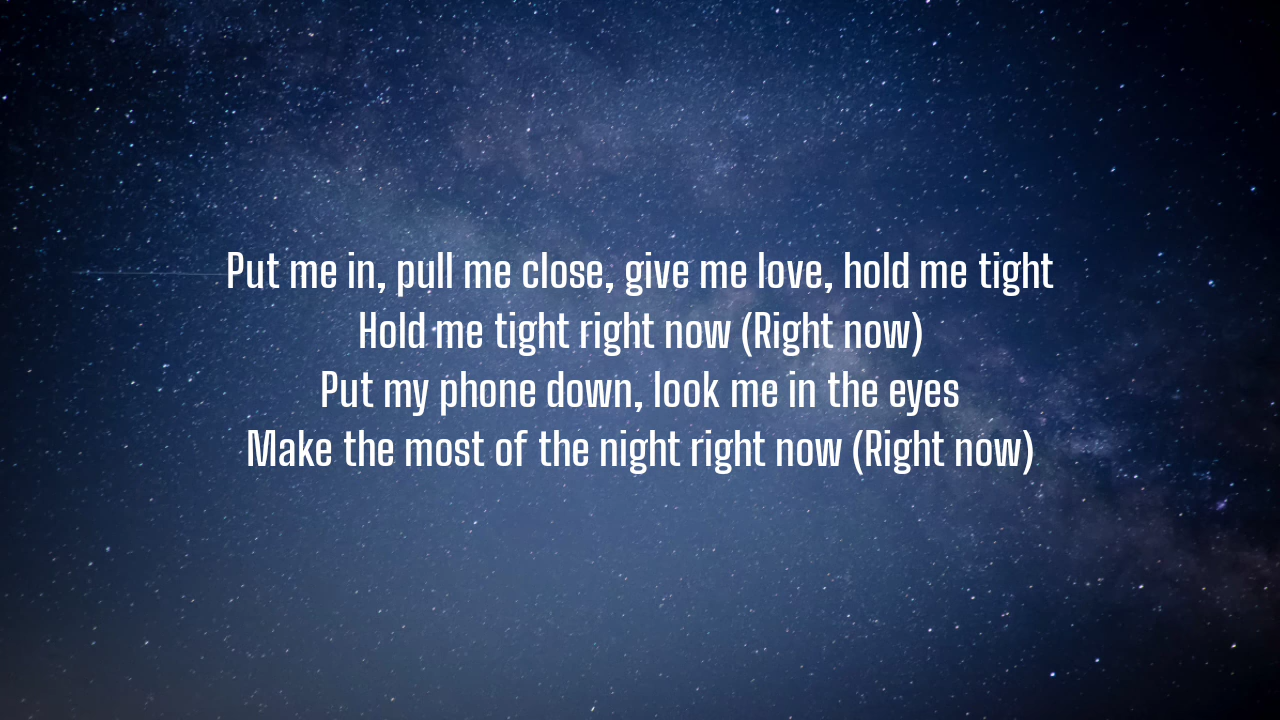 Put me in, pull me close, give me love, hold me tight
Hold me tight right now (Right now)
Put my phone down, look me in the eyes
Make the most of the night right now (Right now)